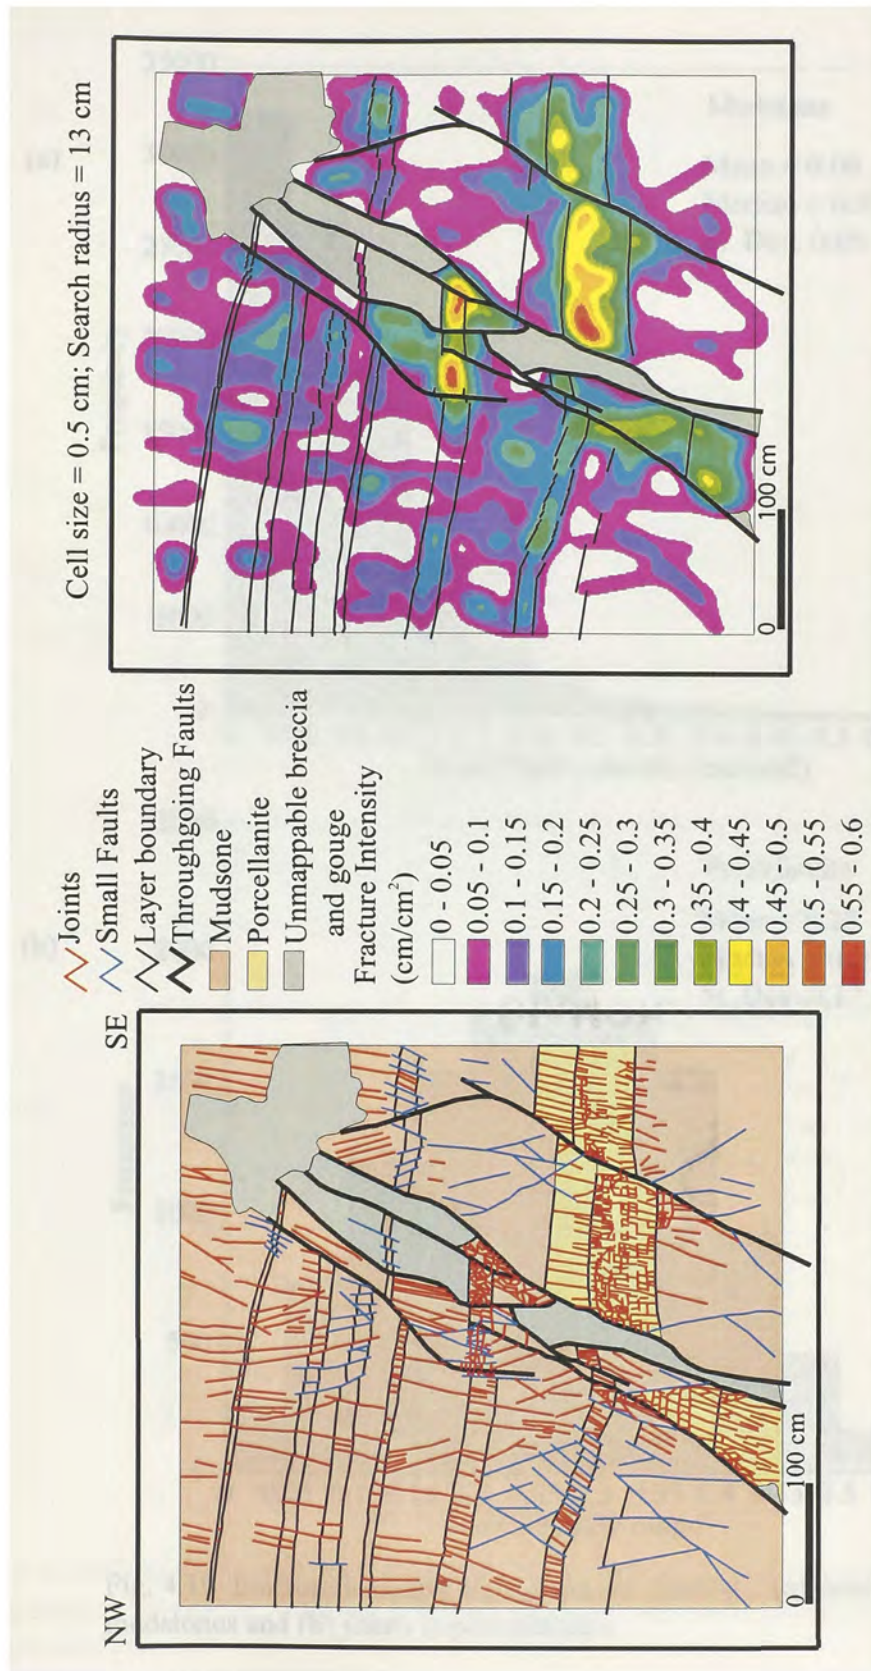 NW
SE
0
100 cm
Joints
Small Faults
Layer boundary
Throughgoing Faults
Mudsone
Porcellanite
Unmappable breccia
and gouge
Fracture Intensity
(cm/cm²)
0 - 0.05
0.05 - 0.1
0.1 - 0.15
0.15 - 0.2
0.2 - 0.25
0.25 - 0.3
0.3 - 0.35
0.35 - 0.4
0.4 - 0.45
0.45 - 0.5
0.5 - 0.55
0.55 - 0.6
Cell size = 0.5 cm; Search radius = 13 cm
0
100 cm